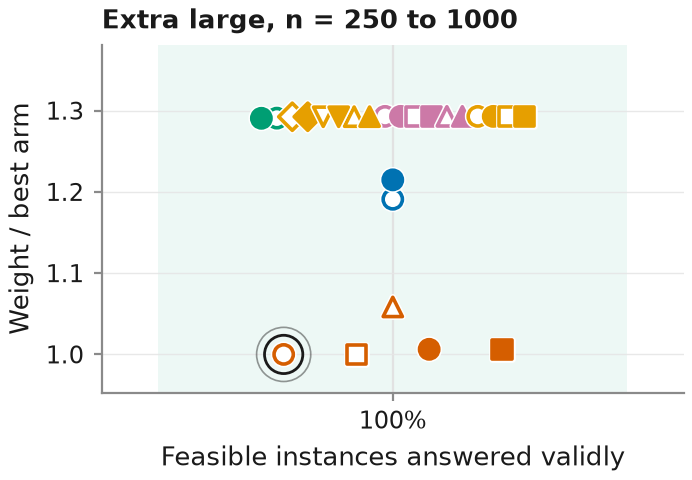 Extra large, n = 250 to 1000
Weight / best arm
1.3
1.2
1.1
1.0
100%
Feasible instances answered validly